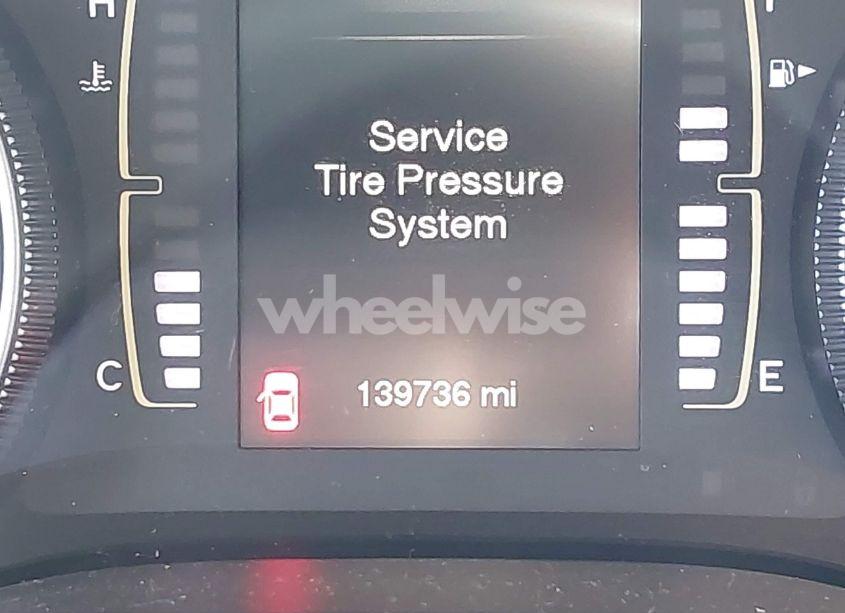 H
F
Service
Tire Pressure
System
wheelwise
C
139736 mi
E